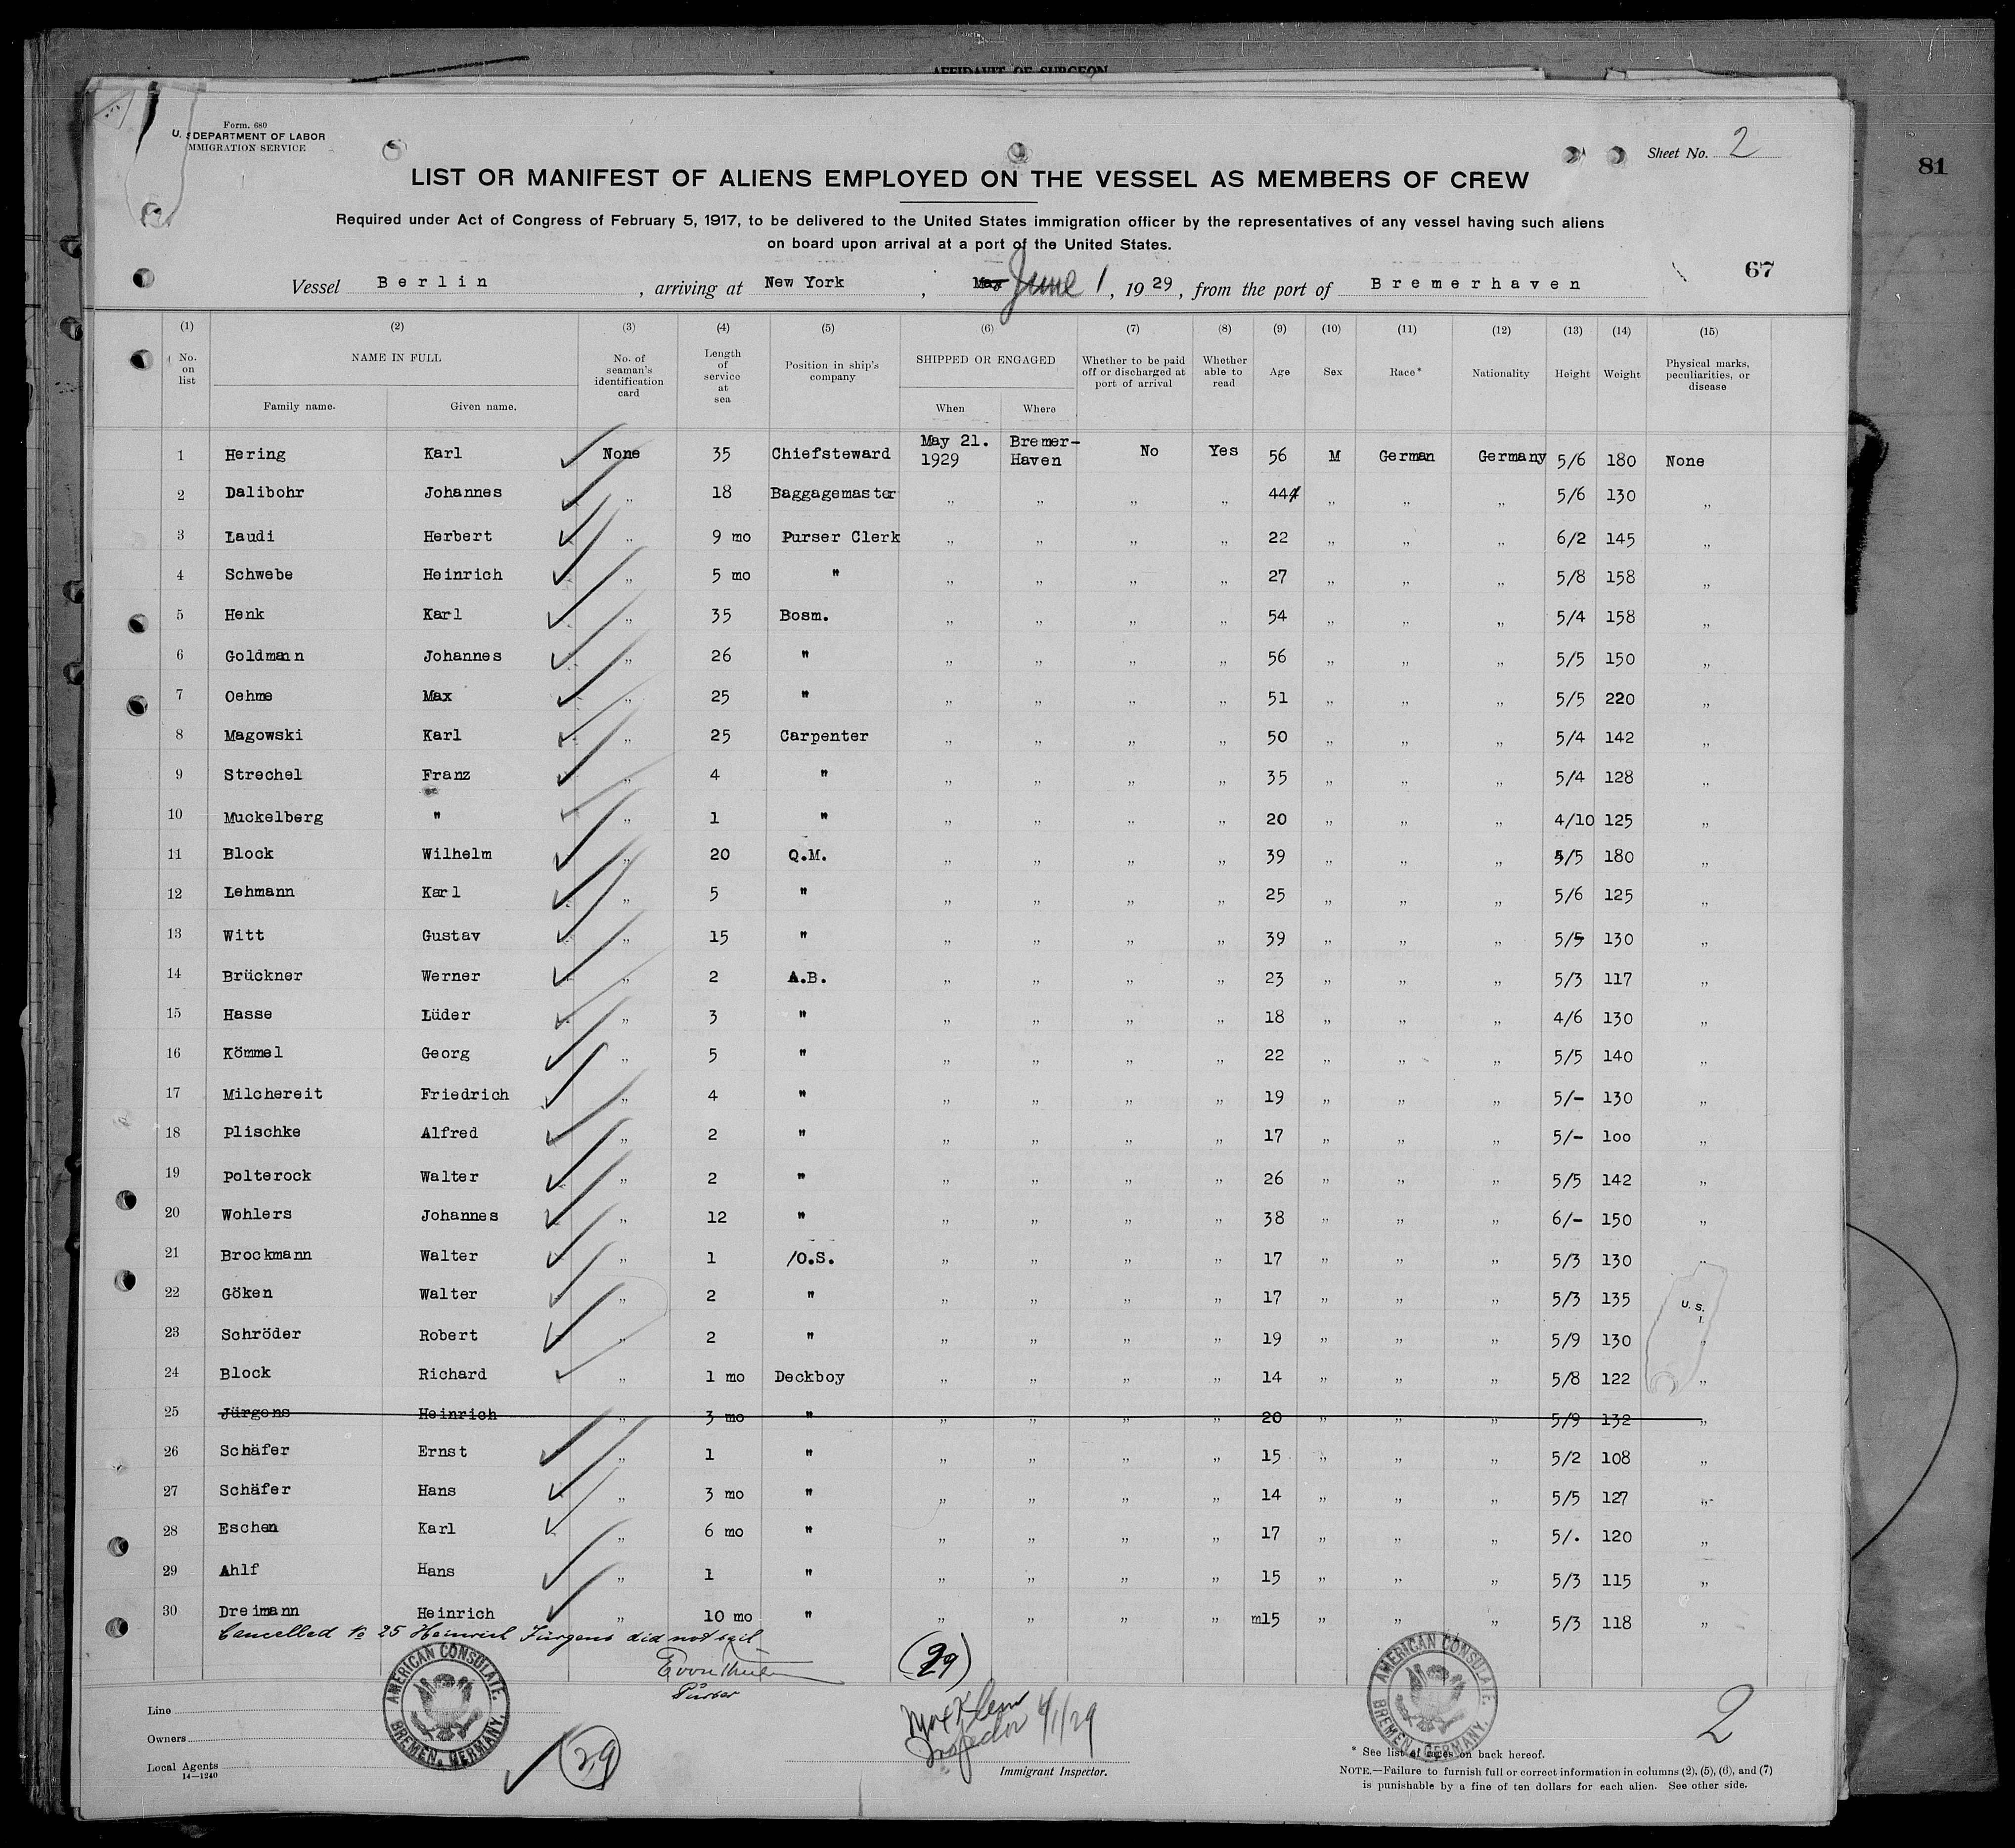 AFFIDAVIT OF SURGEON
Form. 680
U. S DEPARTMENT OF LABOR
MMIGRATION SERVICE
Sheet No. 2
81
LIST OR MANIFEST OF ALIENS EMPLOYED ON THE VESSEL AS MEMBERS OF CREW
Required under Act of Congress of February 5, 1917, to be delivered to the United States immigration officer by the representatives of any vessel having such aliens
on board upon arrival at a port of the United States.
67
Vessel Berlin , arriving at New York , May June 1 , 19 29 , from the port of Bremerhaven
(1) (2) (3) (4) (5) (6) (7) (8) (9) (10) (11) (12) (13) (14) (15)
No. on list NAME IN FULL Family name. Given name. No. of seaman's identification card Length of service at sea Position in ship's company SHIPPED OR ENGAGED When Where Whether to be paid off or discharged at port of arrival Whether able to read Age Sex Race* Nationality Height Weight Physical marks, peculiarities, or disease
1 Hering Karl None 35 Chiefsteward May 21. 1929 Bremer-Haven No Yes 56 M German Germany 5/6 180 None
2 Dalibohr Johannes ,, 18 Baggagemaster ,, ,, ,, ,, 444 ,, ,, ,, 5/6 130 ,,
3 Laudi Herbert ,, 9 mo Purser Clerk ,, ,, ,, ,, 22 ,, ,, ,, 6/2 145 ,,
4 Schwebe Heinrich ,, 5 mo " ,, ,, ,, ,, 27 ,, ,, ,, 5/8 158 ,,
5 Henk Karl ,, 35 Bosm. ,, ,, ,, ,, 54 ,, ,, ,, 5/4 158 ,,
6 Goldmann Johannes ,, 26 " ,, ,, ,, ,, 56 ,, ,, ,, 5/5 150 ,,
7 Oehme Max ,, 25 " ,, ,, ,, ,, 51 ,, ,, ,, 5/5 220 ,,
8 Magowski Karl ,, 25 Carpenter ,, ,, ,, ,, 50 ,, ,, ,, 5/4 142 ,,
9 Strechel Franz ,, 4 " ,, ,, ,, ,, 35 ,, ,, ,, 5/4 128 ,,
10 Muckelberg " ,, 1 " ,, ,, ,, ,, 20 ,, ,, ,, 4/10 125 ,,
11 Block Wilhelm ,, 20 Q.M. ,, ,, ,, ,, 39 ,, ,, ,, 5/5 180 ,,
12 Lehmann Karl ,, 5 " ,, ,, ,, ,, 25 ,, ,, ,, 5/6 125 ,,
13 Witt Gustav ,, 15 " ,, ,, ,, ,, 39 ,, ,, ,, 5/5 130 ,,
14 Brückner Werner ,, 2 A.B. ,, ,, ,, ,, 23 ,, ,, ,, 5/3 117 ,,
15 Hasse Lüder ,, 3 " ,, ,, ,, ,, 18 ,, ,, ,, 4/6 130 ,,
16 Kömmel Georg ,, 5 " ,, ,, ,, ,, 22 ,, ,, ,, 5/5 140 ,,
17 Milchereit Friedrich ,, 4 " ,, ,, ,, ,, 19 ,, ,, ,, 5/- 130 ,,
18 Plischke Alfred ,, 2 " ,, ,, ,, ,, 17 ,, ,, ,, 5/- 100 ,,
19 Polterock Walter ,, 2 " ,, ,, ,, ,, 26 ,, ,, ,, 5/5 142 ,,
20 Wohlers Johannes ,, 12 " ,, ,, ,, ,, 38 ,, ,, ,, 6/- 150 ,,
21 Brockmann Walter ,, 1 /O.S. ,, ,, ,, ,, 17 ,, ,, ,, 5/3 130 ,,
22 Göken Walter ,, 2 " ,, ,, ,, ,, 17 ,, ,, ,, 5/3 135 U. S.
I.
23 Schröder Robert ,, 2 " ,, ,, ,, ,, 19 ,, ,, ,, 5/9 130 ,,
24 Block Richard ,, 1 mo Deckboy ,, ,, ,, ,, 14 ,, ,, ,, 5/8 122 ,,
25 Jürgens Heinrich ,, 3 mo " ,, ,, ,, ,, 20 ,, ,, ,, 5/9 132 ,,
26 Schäfer Ernst ,, 1 " ,, ,, ,, ,, 15 ,, ,, ,, 5/2 108 ,,
27 Schäfer Hans ,, 3 mo " ,, ,, ,, ,, 14 ,, ,, ,, 5/5 127 ,,
28 Eschen Karl ,, 6 mo " ,, ,, ,, ,, 17 ,, ,, ,, 5/. 120 ,,
29 Ahlf Hans ,, 1 " ,, ,, ,, ,, 15 ,, ,, ,, 5/3 115 ,,
30 Dreimann Heinrich ,, 10 mo " ,, ,, ,, ,, m15 ,, ,, ,, 5/3 118 ,,
Cancelled No 25 Heinrich Jürgens did not sail
Purser
(29)
AMERICAN CONSULATE.
BREMEN, GERMANY.
AMERICAN CONSULATE.
BREMEN, GERMANY.
Max Klem 6/1/29
Inspector
2
Line
Owners
Local Agents
14—1240
29
Immigrant Inspector.
* See list of races on back hereof.
NOTE.—Failure to furnish full or correct information in columns (2), (5), (6), and (7)
is punishable by a fine of ten dollars for each alien. See other side.